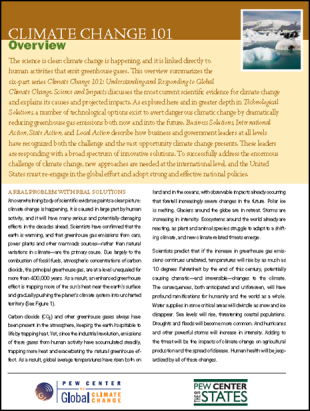 CLIMATE CHANGE 101
Overview
The science is clear: climate change is happening, and it is linked directly to
human activities that emit greenhouse gases. This overview summarizes the
six-part series Climate Change 101: Understanding and Responding to Global
Climate Change. Science and Impacts discusses the most current scientific evidence for climate change
and explains its causes and projected impacts. As explored here and in greater depth in Technological
Solutions, a number of technological options exist to avert dangerous climatic change by dramatically
reducing greenhouse gas emissions both now and into the future. Business Solutions, International
Action, State Action, and Local Action describe how business and government leaders at all levels
have recognized both the challenge and the vast opportunity climate change presents. These leaders
are responding with a broad spectrum of innovative solutions. To successfully address the enormous
challenge of climate change, new approaches are needed at the international level, and the United
States must re-engage in the global effort and adopt strong and effective national policies.
A REAL PROBLEM WITH REAL SOLUTIONS
An overwhelming body of scientific evidence paints a clear picture:
climate change is happening, it is caused in large part by human
activity, and it will have many serious and potentially damaging
effects in the decades ahead. Scientists have confirmed that the
earth is warming, and that greenhouse gas emissions from cars,
power plants and other manmade sources—rather than natural
variations in climate—are the primary cause. Due largely to the
combustion of fossil fuels, atmospheric concentrations of carbon
dioxide, the principal greenhouse gas, are at a level unequaled for
more than 400,000 years. As a result, an enhanced greenhouse
effect is trapping more of the sun's heat near the earth's surface
and gradually pushing the planet's climate system into uncharted
territory (see Figure 1).
Carbon dioxide (CO2) and other greenhouse gases always have
been present in the atmosphere, keeping the earth hospitable to
life by trapping heat. Yet, since the industrial revolution, emissions
of these gases from human activity have accumulated steadily,
trapping more heat and exacerbating the natural greenhouse ef-
fect. As a result, global average temperatures have risen both on
land and in the oceans, with observable impacts already occurring
that foretell increasingly severe changes in the future. Polar ice
is melting. Glaciers around the globe are in retreat. Storms are
increasing in intensity. Ecosystems around the world already are
reacting, as plant and animal species struggle to adapt to a shift-
ing climate, and new climate-related threats emerge.
Scientists predict that if the increase in greenhouse gas emis-
sions continues unabated, temperatures will rise by as much as
10 degrees Fahrenheit by the end of this century, potentially
causing dramatic—and irreversible—changes to the climate.
The consequences, both anticipated and unforeseen, will have
profound ramifications for humanity and the world as a whole.
Water supplies in some critical areas will dwindle as snow and ice
disappear. Sea levels will rise, threatening coastal populations.
Droughts and floods will become more common. And hurricanes
and other powerful storms will increase in intensity. Adding to
the threat will be the impacts of climate change on agricultural
production and the spread of disease. Human health will be jeop-
ardized by all of these changes.
PEW CENTER
on
Global CLIMATE
CHANGE
PEW CENTER
ON THE STATES